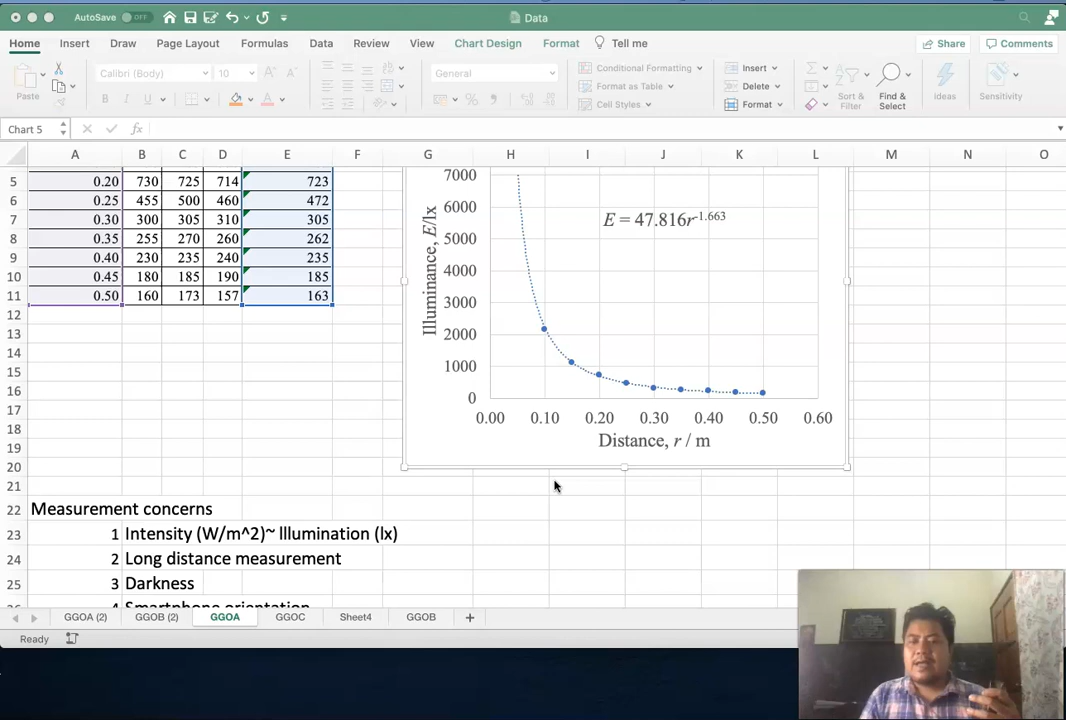 AutoSave OFF Data
Home Insert Draw Page Layout Formulas Data Review View Chart Design Format Tell me Share Comments
Paste Calibri (Body) 10 General Conditional Formatting Insert
Format as Table Delete
Cell Styles Format
Sort & Filter Find & Select Ideas Sensitivity
Chart 5 fx
A B C D E F G H I J K L M N O
5 0.20 730 725 714 723
6 0.25 455 500 460 472
7 0.30 300 305 310 305
8 0.35 255 270 260 262
9 0.40 230 235 240 235
10 0.45 180 185 190 185
11 0.50 160 173 157 163
12
13
14
15
16
17
18
19
20
21
7000
6000
5000
4000
3000
2000
1000
0
Illuminance, E/lx
E = 47.816r^-1.663
0.00 0.10 0.20 0.30 0.40 0.50 0.60
Distance, r / m
22 Measurement concerns
23 1 Intensity (W/m^2)~ Illumination (lx)
24 2 Long distance measurement
25 3 Darkness
26 4 Smartphone orientation
GGOA (2) GGOB (2) GGOA GGOC Sheet4 GGOB +
Ready